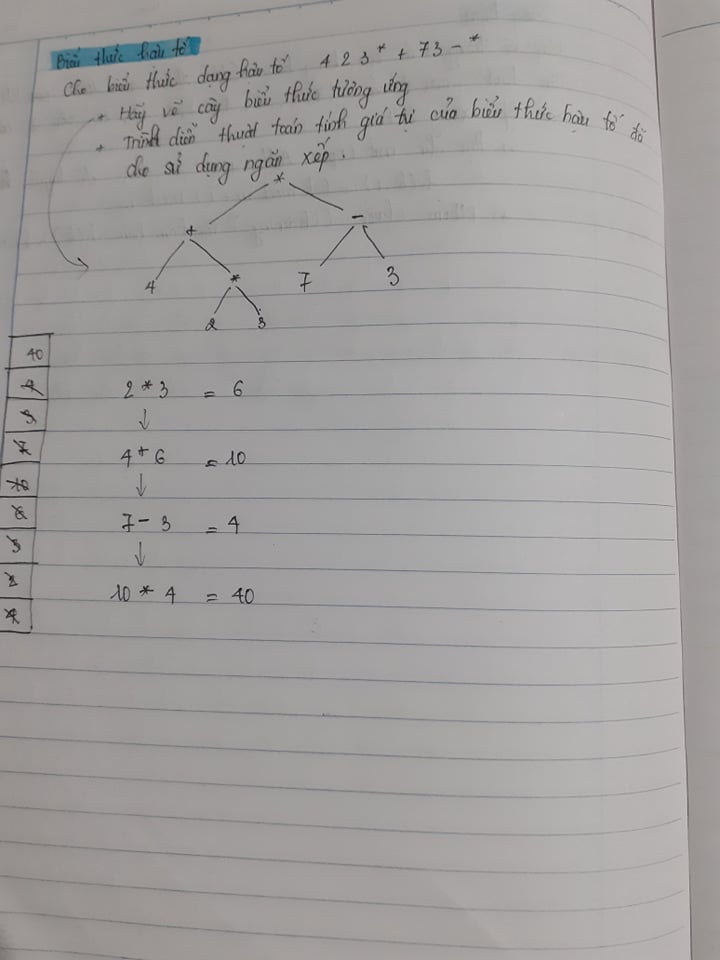 Biểu thức hậu tố
Cho biểu thức dạng hậu tố 4 2 3 * + 7 3 - *
+ Hãy vẽ cây biểu thức tương ứng
+ Trình diễn thuật toán tính giá trị của biểu thức hậu tố đã
cho sử dụng ngăn xếp.
*
+ -
4 * 7 3
2 3
40
4
3
7
10
6
3
2
4
2 * 3 = 6
↓
4 + 6 = 10
↓
7 - 3 = 4
↓
10 * 4 = 40